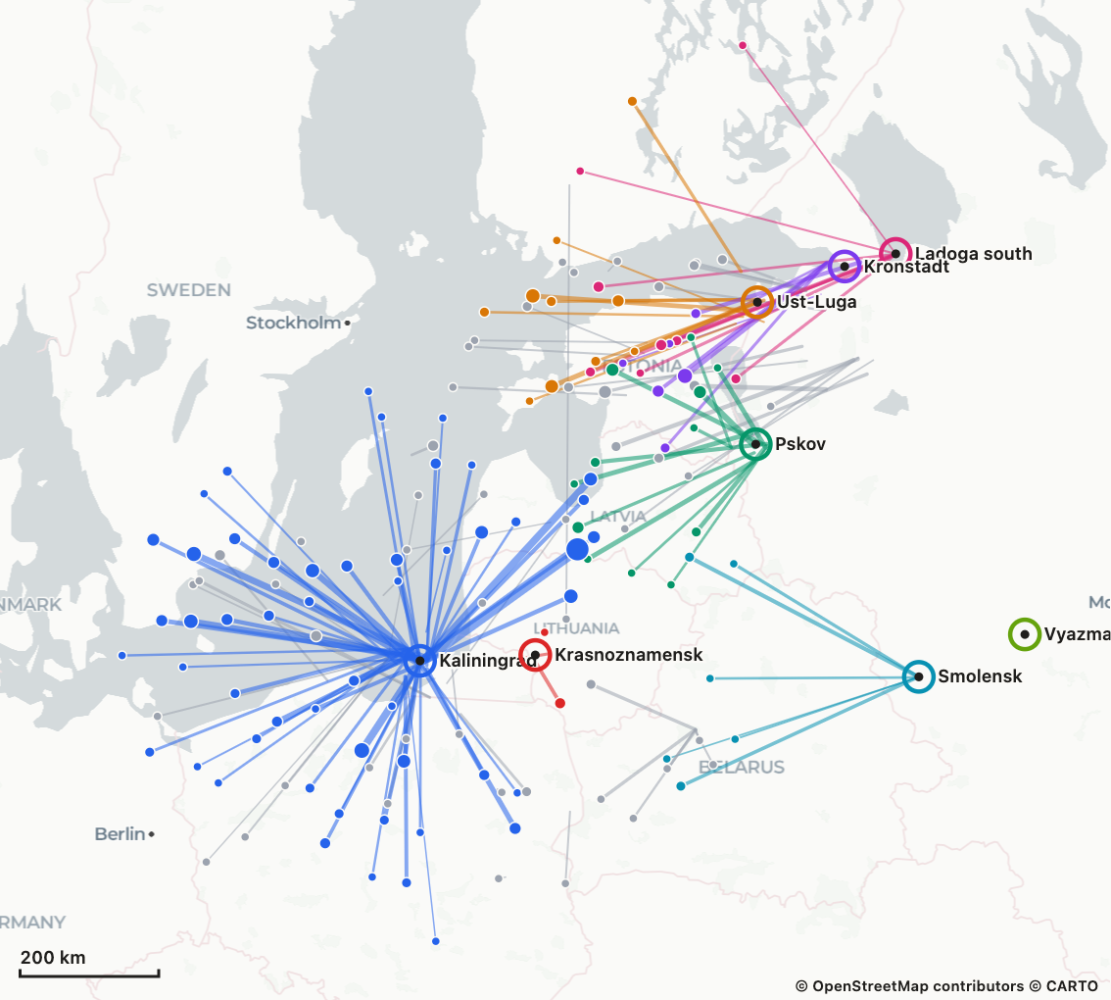 Ladoga south
Kronstadt
SWEDEN
Ust-Luga
Stockholm
ESTONIA
Pskov
LATVIA
NMARK
Mo
LITHUANIA
Vyazma
Krasnoznamensk
Kaliningrad
Smolensk
BELARUS
Berlin
RMANY
200 km
© OpenStreetMap contributors © CARTO